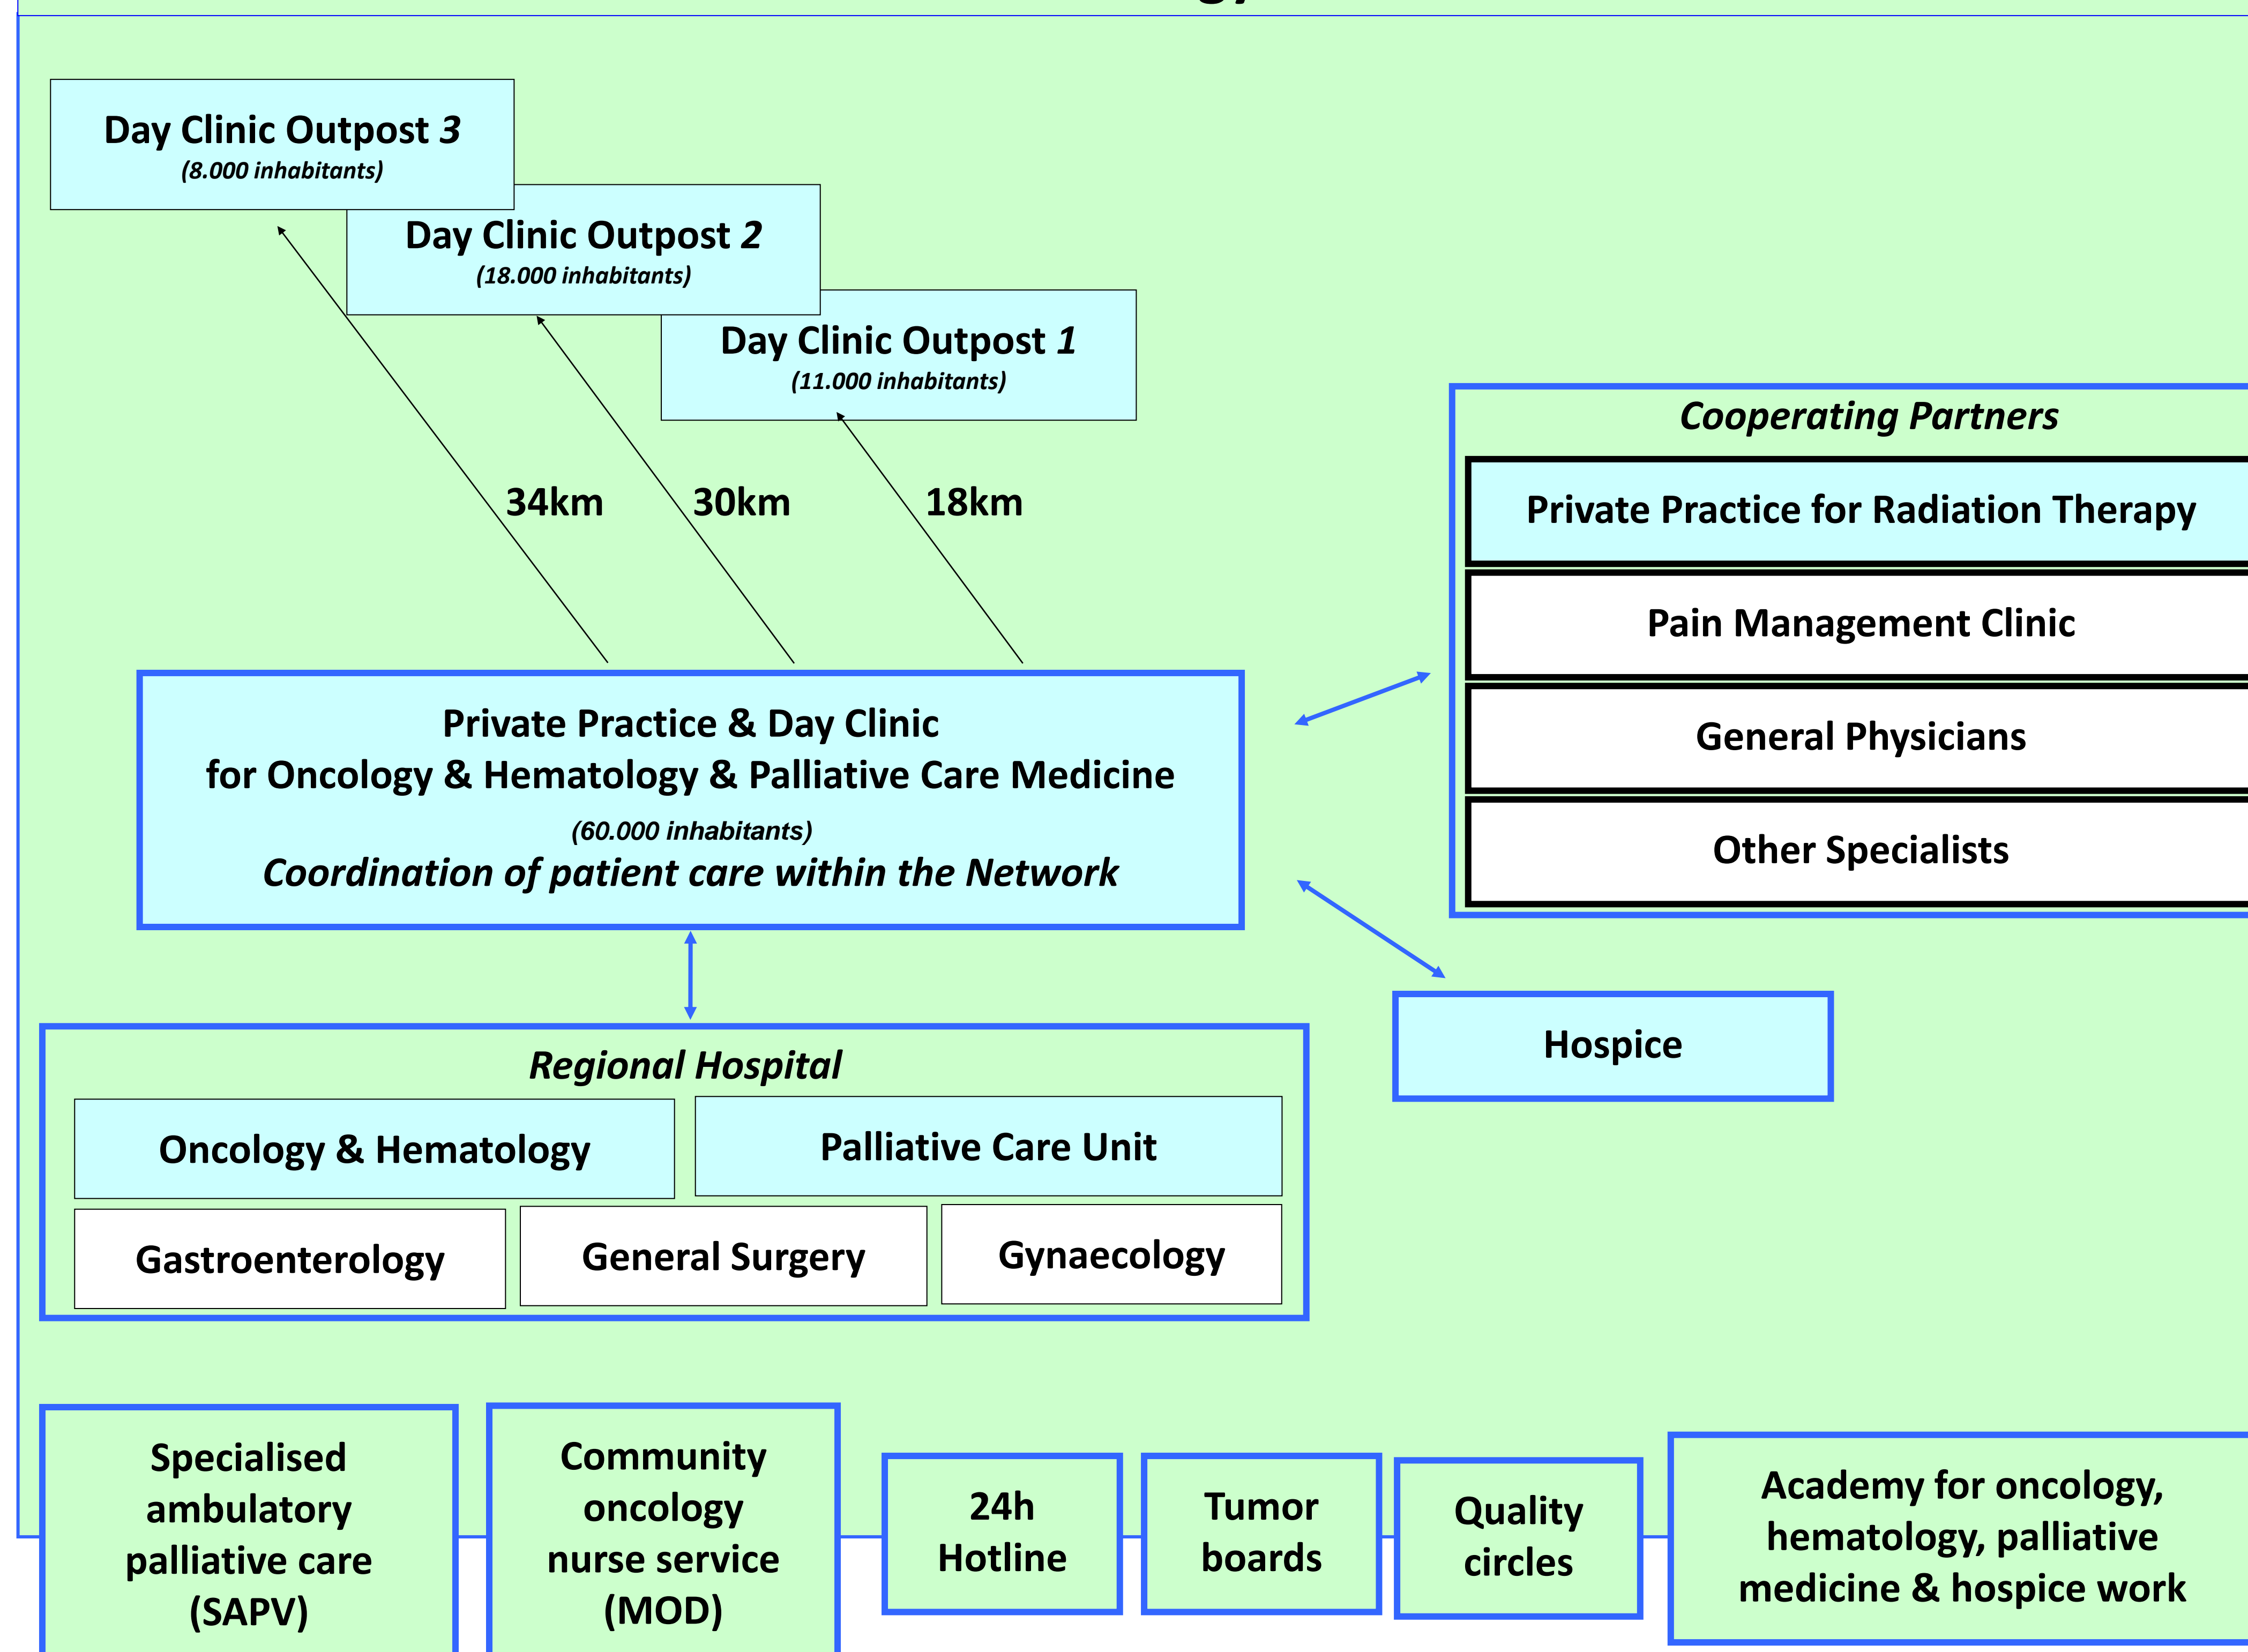 Day Clinic Outpost 3
(8.000 inhabitants)
Day Clinic Outpost 2
(18.000 inhabitants)
Day Clinic Outpost 1
(11.000 inhabitants)
34km
30km
18km
Cooperating Partners
Private Practice for Radiation Therapy
Pain Management Clinic
General Physicians
Other Specialists
Private Practice & Day Clinic
for Oncology & Hematology & Palliative Care Medicine
(60.000 inhabitants)
Coordination of patient care within the Network
Hospice
Regional Hospital
Oncology & Hematology
Palliative Care Unit
Gastroenterology
General Surgery
Gynaecology
Specialised
ambulatory
palliative care
(SAPV)
Community
oncology
nurse service
(MOD)
24h
Hotline
Tumor
boards
Quality
circles
Academy for oncology,
hematology, palliative
medicine & hospice work